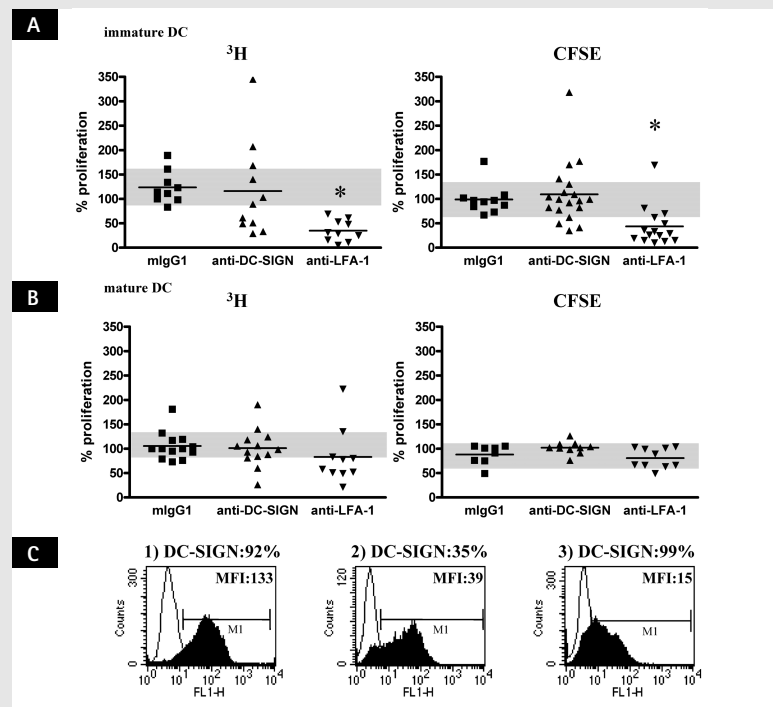 A
immature DC
³H
CFSE
% proliferation
350
300
250
200
150
100
50
0
*
mIgG1
anti-DC-SIGN
anti-LFA-1
% proliferation
350
300
250
200
150
100
50
0
*
mIgG1
anti-DC-SIGN
anti-LFA-1
B
mature DC
³H
CFSE
% proliferation
350
300
250
200
150
100
50
0
mIgG1
anti-DC-SIGN
anti-LFA-1
% proliferation
350
300
250
200
150
100
50
0
mIgG1
anti-DC-SIGN
anti-LFA-1
C
1) DC-SIGN:92%
MFI:133
Counts
300
0
M1
10⁰ 10¹ 10² 10³ 10⁴
FL1-H
2) DC-SIGN:35%
MFI:39
Counts
120
0
M1
10⁰ 10¹ 10² 10³ 10⁴
FL1-H
3) DC-SIGN:99%
MFI:15
Counts
300
0
M1
10⁰ 10¹ 10² 10³ 10⁴
FL1-H